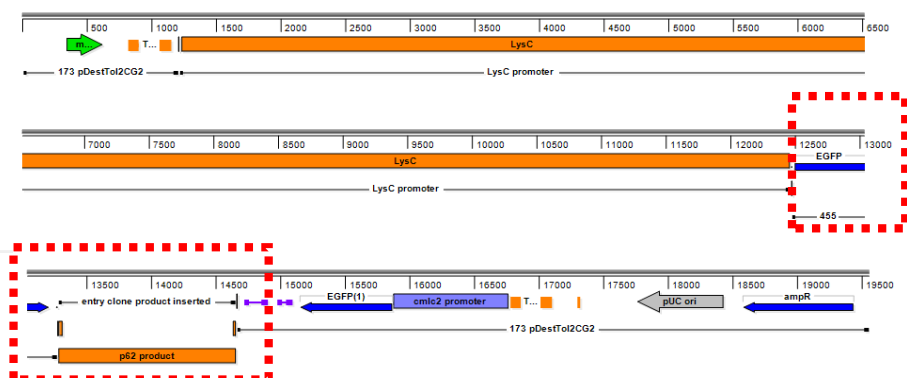 500 1000 1500 2000 2500 3000 3500 4000 4500 5000 5500 6000 6500
m... T... LysC
173 pDestTol2CG2 LysC promoter
7000 7500 8000 8500 9000 9500 10000 10500 11000 11500 12000 12500 13000
LysC EGFP
LysC promoter
455
13500 14000 14500 15000 15500 16000 16500 17000 17500 18000 18500 19000 19500
entry clone product inserted EGFP(1) cmlc2 promoter T... pUC ori ampR
173 pDestTol2CG2
p62 product